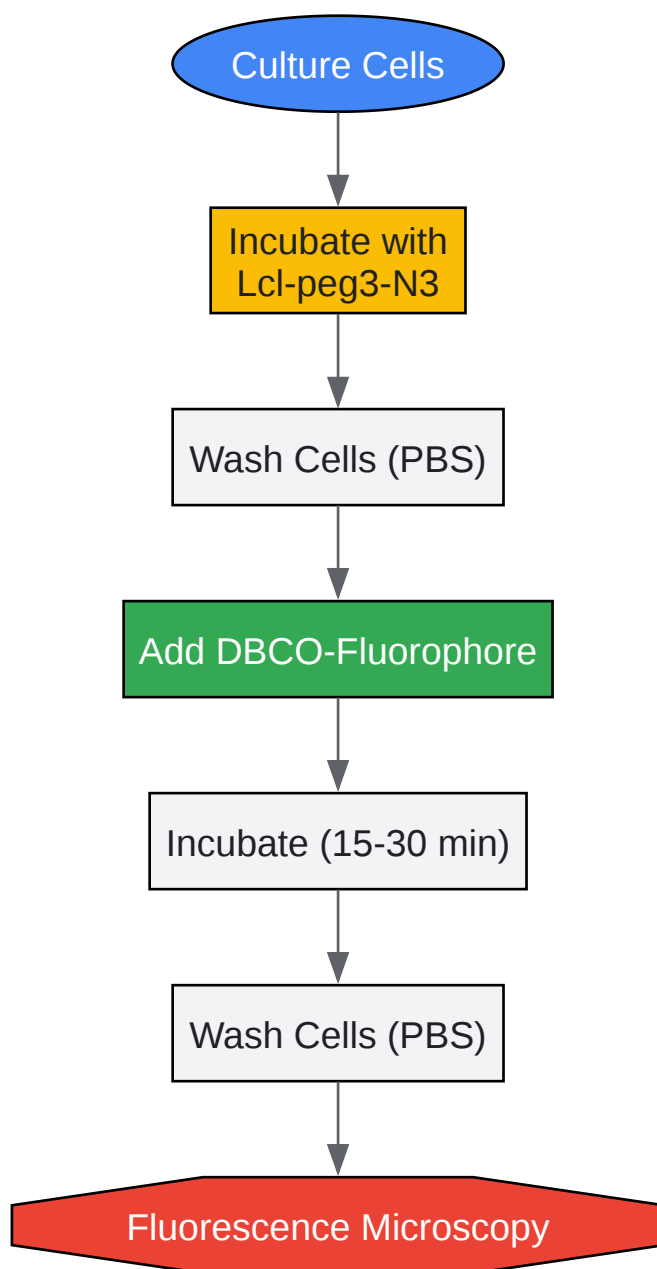 Culture Cells
Incubate with
Lcl-peg3-N3
Wash Cells (PBS)
Add DBCO-Fluorophore
Incubate (15-30 min)
Wash Cells (PBS)
Fluorescence Microscopy